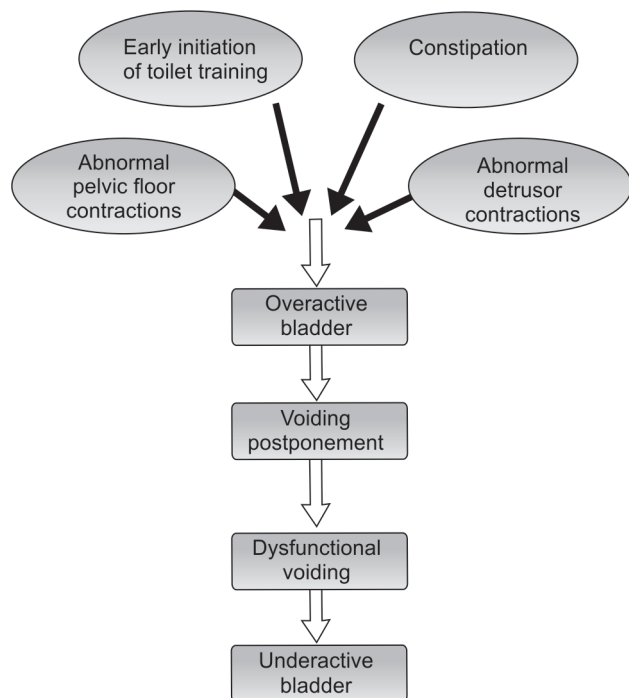 Early initiation
of toilet training
Constipation
Abnormal
pelvic floor
contractions
Abnormal
detrusor
contractions
Overactive
bladder
Voiding
postponement
Dysfunctional
voiding
Underactive
bladder